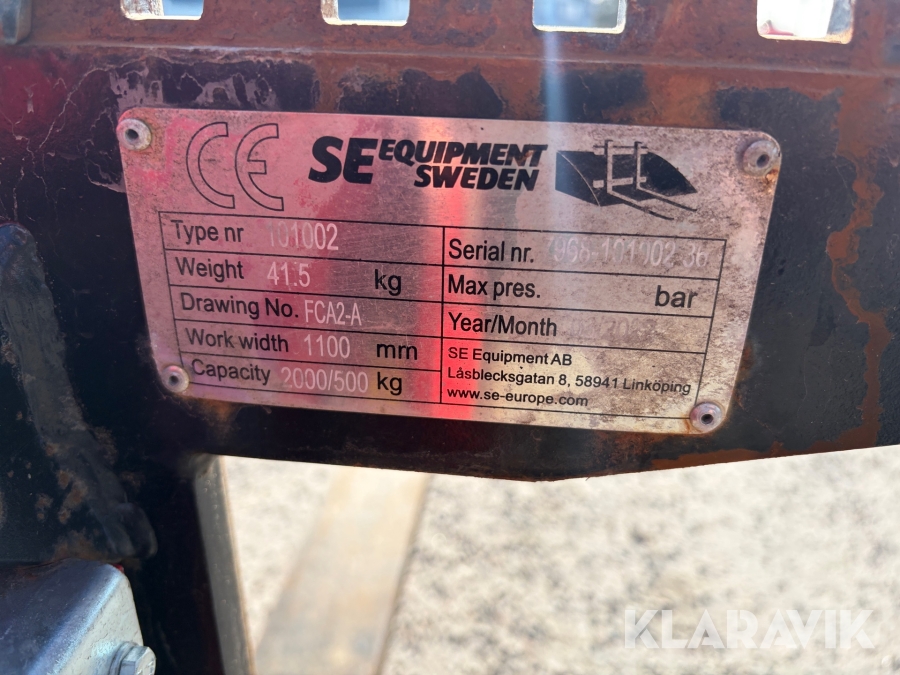 CE
SE EQUIPMENT
SWEDEN
Type nr 101002
Weight 41.5 kg
Drawing No. FCA2-A
Work width 1100 mm
Capacity 2000/500 kg
Serial nr.
Max pres. bar
Year/Month
SE Equipment AB
Låsblecksgatan 8, 58941 Linköping
www.se-europe.com
KLARAVIK